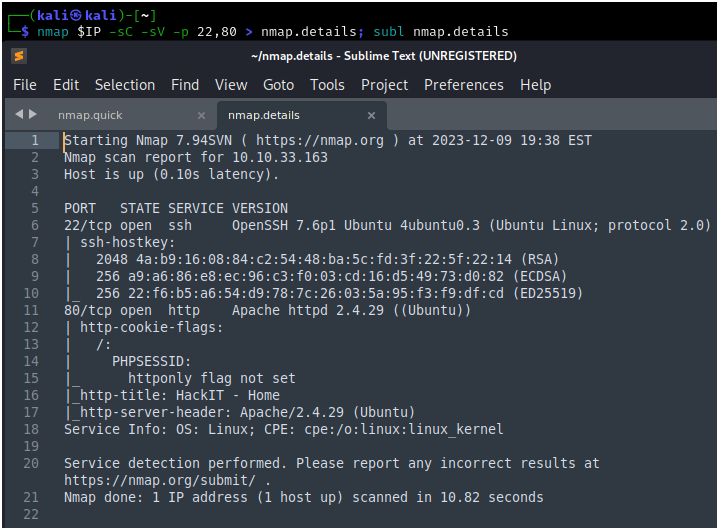 ┌──(kali㉿kali)-[~]
└─$ nmap $IP -sC -sV -p 22,80 > nmap.details; subl nmap.details
~/nmap.details - Sublime Text (UNREGISTERED)
File Edit Selection Find View Goto Tools Project Preferences Help
nmap.quick × nmap.details ×
1 Starting Nmap 7.94SVN ( https://nmap.org ) at 2023-12-09 19:38 EST
2 Nmap scan report for 10.10.33.163
3 Host is up (0.10s latency).
4
5 PORT   STATE SERVICE VERSION
6 22/tcp open  ssh     OpenSSH 7.6p1 Ubuntu 4ubuntu0.3 (Ubuntu Linux; protocol 2.0)
7 | ssh-hostkey:
8 |   2048 4a:b9:16:08:84:c2:54:48:ba:5c:fd:3f:22:5f:22:14 (RSA)
9 |   256 a9:a6:86:e8:ec:96:c3:f0:03:cd:16:d5:49:73:d0:82 (ECDSA)
10 |_  256 22:f6:b5:a6:54:d9:78:7c:26:03:5a:95:f3:f9:df:cd (ED25519)
11 80/tcp open  http    Apache httpd 2.4.29 ((Ubuntu))
12 | http-cookie-flags:
13 |   /:
14 |     PHPSESSID:
15 |_      httponly flag not set
16 |_http-title: HackIT - Home
17 |_http-server-header: Apache/2.4.29 (Ubuntu)
18 Service Info: OS: Linux; CPE: cpe:/o:linux:linux_kernel
19
20 Service detection performed. Please report any incorrect results at
https://nmap.org/submit/ .
21 Nmap done: 1 IP address (1 host up) scanned in 10.82 seconds
22